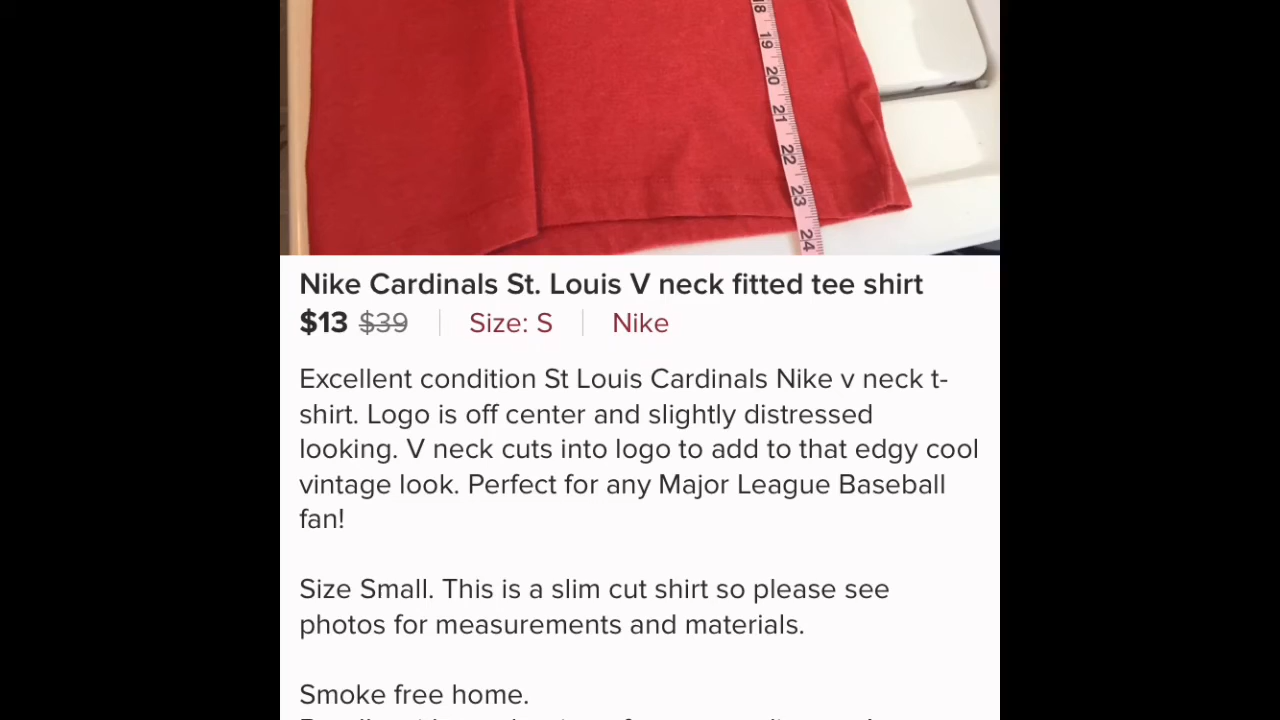 18
19
20
21
22
23
24
Nike Cardinals St. Louis V neck fitted tee shirt
$13 $39 | Size: S | Nike
Excellent condition St Louis Cardinals Nike v neck t-
shirt. Logo is off center and slightly distressed
looking. V neck cuts into logo to add to that edgy cool
vintage look. Perfect for any Major League Baseball
fan!
Size Small. This is a slim cut shirt so please see
photos for measurements and materials.
Smoke free home.